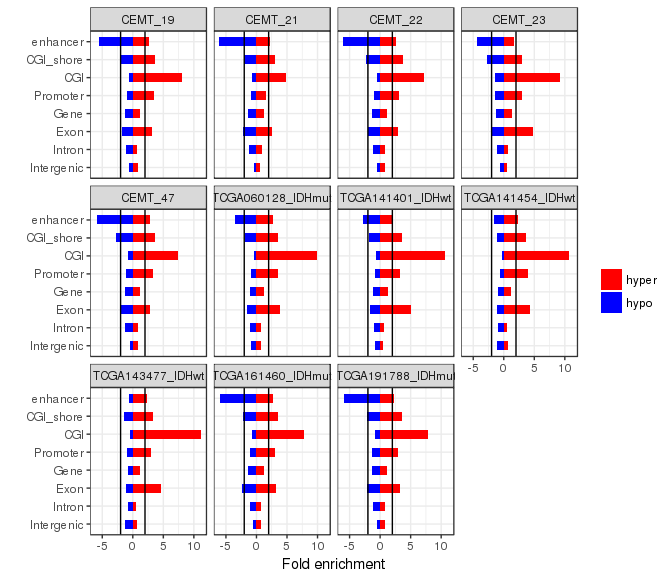 CEMT_19 CEMT_21 CEMT_22 CEMT_23
enhancer
CGI_shore
CGI
Promoter
Gene
Exon
Intron
Intergenic
CEMT_47 TCGA060128_IDHmut TCGA141401_IDHwt TCGA141454_IDHwt
enhancer
CGI_shore
CGI
Promoter
Gene
Exon
Intron
Intergenic
hyper
hypo
-5 0 5 10
TCGA143477_IDHwt TCGA161460_IDHmut TCGA191788_IDHmut
enhancer
CGI_shore
CGI
Promoter
Gene
Exon
Intron
Intergenic
-5 0 5 10 -5 0 5 10 -5 0 5 10
Fold enrichment